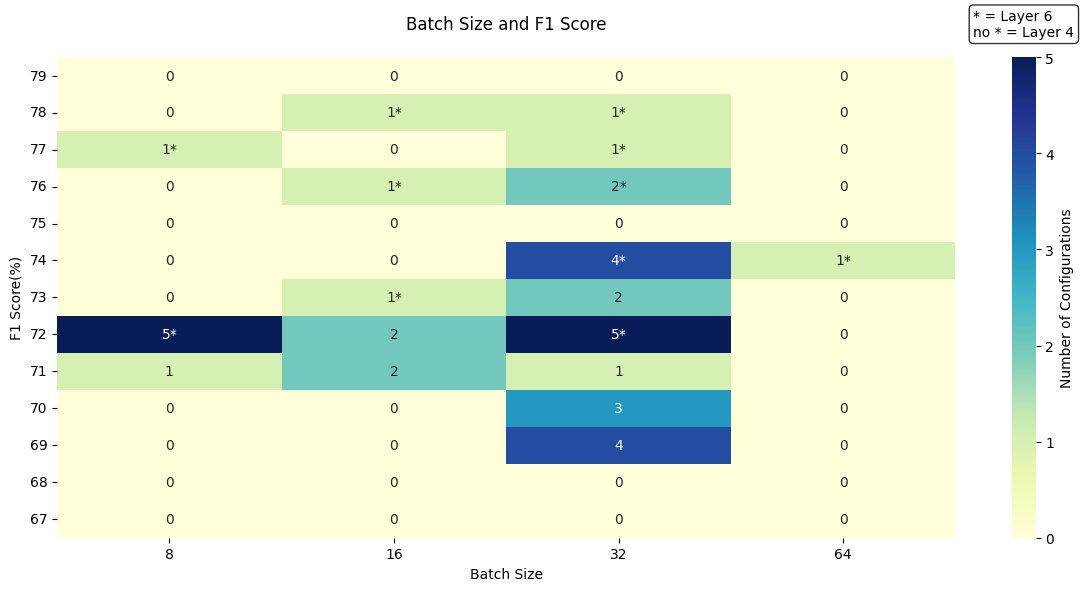 Batch Size and F1 Score
* = Layer 6
no * = Layer 4
79 0 0 0 0
78 0 1* 1* 0
77 1* 0 1* 0
76 0 1* 2* 0
75 0 0 0 0
74 0 0 4* 1*
73 0 1* 2 0
72 5* 2 5* 0
71 1 2 1 0
70 0 0 3 0
69 0 0 4 0
68 0 0 0 0
67 0 0 0 0
8 16 32 64
Batch Size
F1 Score(%)
5
4
3
2
1
0
Number of Configurations